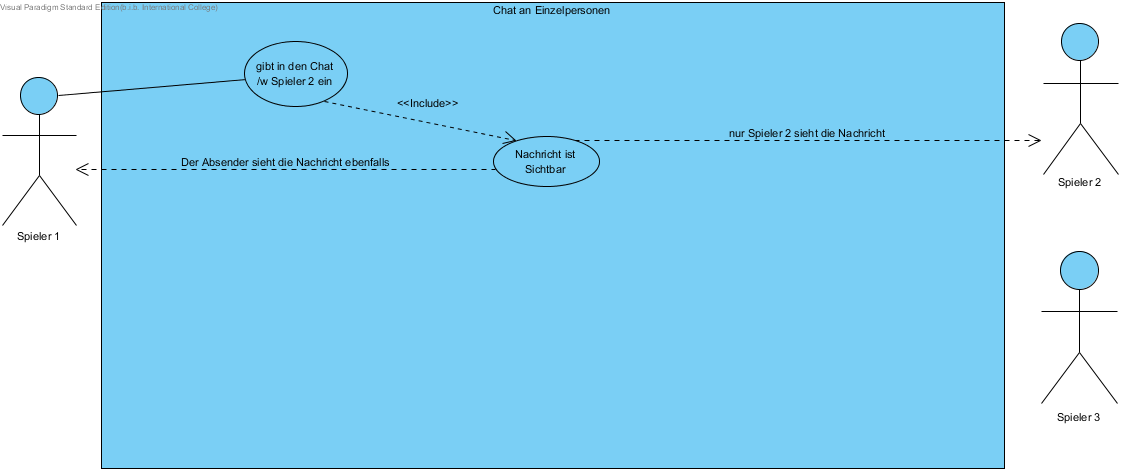 Visual Paradigm Standard Edition(b.i.b. International College)
Chat an Einzelpersonen
gibt in den Chat
/w Spieler 2 ein
<<Include>>
nur Spieler 2 sieht die Nachricht
Nachricht ist
Sichtbar
Der Absender sieht die Nachricht ebenfalls
Spieler 2
Spieler 1
Spieler 3